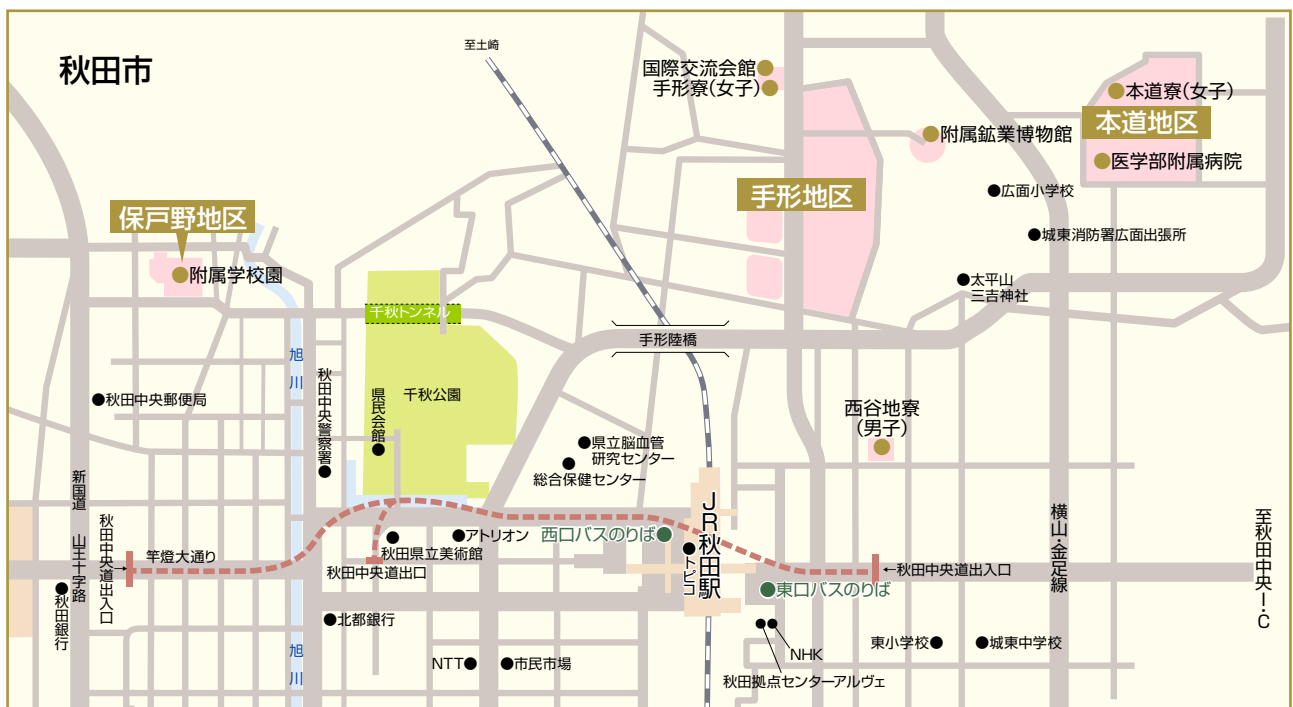 秋田市
至土崎
国際交流会館
手形寮(女子)
本道寮(女子)
本道地区
附属鉱業博物館
医学部附属病院
手形地区
広面小学校
保戸野地区
城東消防署広面出張所
附属学校園
太平山
三吉神社
千秋トンネル
手形陸橋
旭川
秋田中央警察署
県民会館
千秋公園
秋田中央郵便局
西谷地寮
(男子)
県立脳血管
研究センター
総合保健センター
新国道
山王十字路
秋田中央道出入口
竿燈大通り
秋田県立美術館
アトリオン
秋田中央道出口
西口バスのりば
JR秋田駅
トピコ
横山・金足線
至秋田中央I・C
←秋田中央道出入口
東口バスのりば
秋田銀行
北都銀行
旭川
NTT
市民市場
NHK
秋田拠点センターアルヴェ
東小学校
城東中学校